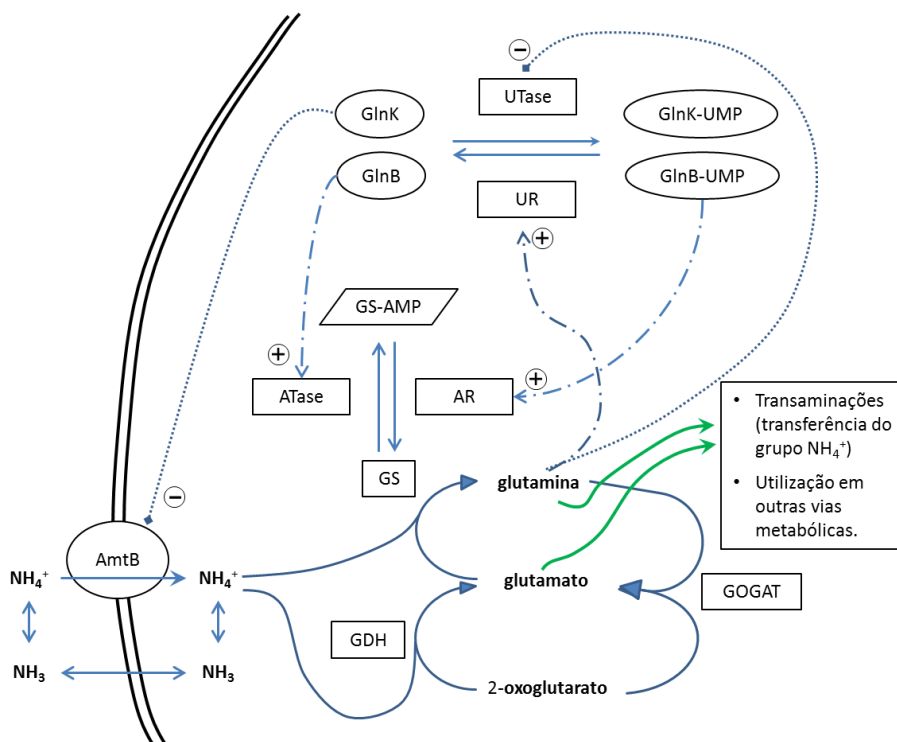 −
UTase
GlnK
GlnK-UMP
GlnB
GlnB-UMP
UR
+
GS-AMP
+
ATase
AR
+
• Transaminações
(transferência do
grupo NH₄⁺)
• Utilização em
outras vias
metabólicas.
GS
glutamina
−
AmtB
NH₄⁺
NH₄⁺
glutamato
GOGAT
GDH
NH₃
NH₃
2-oxoglutarato